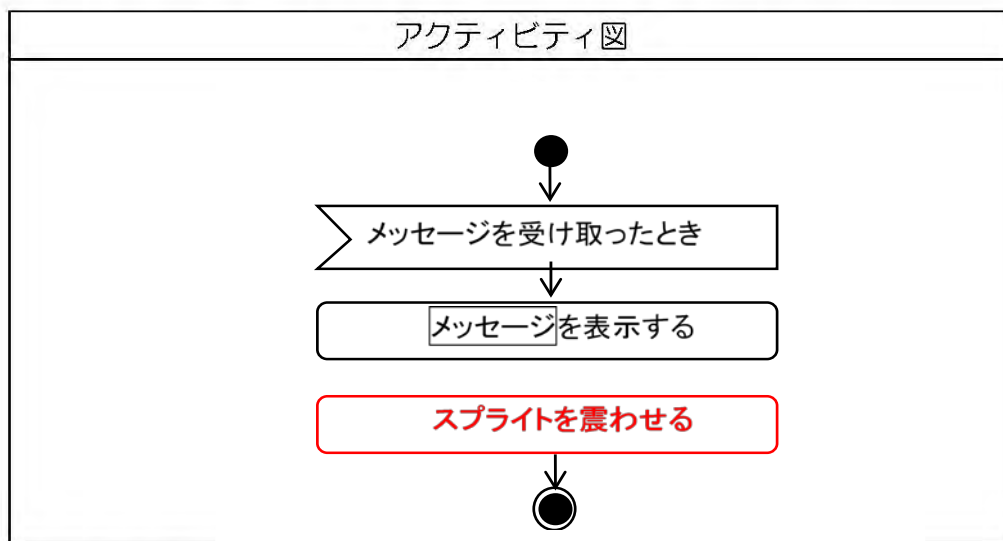 アクティビティ図
メッセージを受け取ったとき
メッセージを表示する
スプライトを震わせる